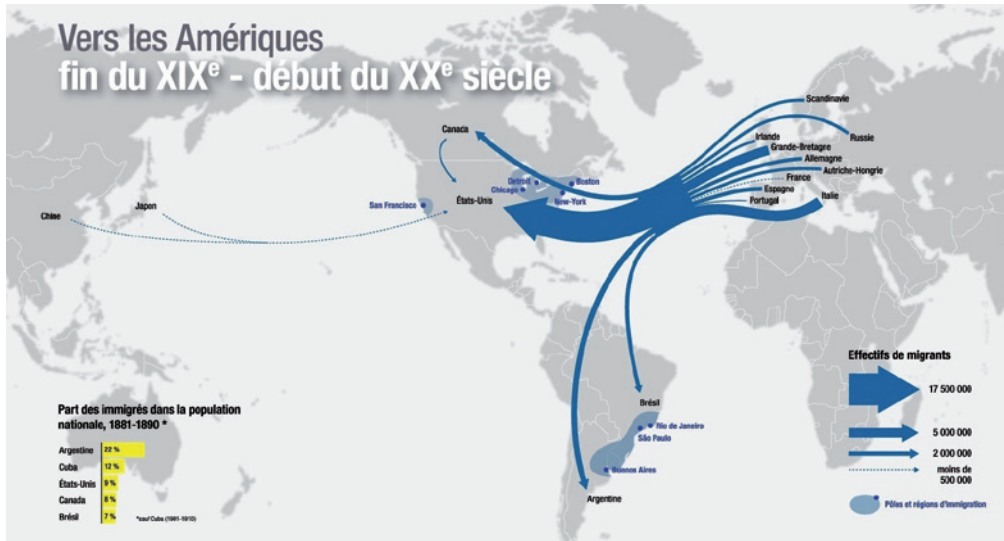 Vers les Amériques
fin du XIXe - début du XXe siècle
Scandinavie
Canada
Irlande
Russie
Grande-Bretagne
Allemagne
Autriche-Hongrie
Detroit
Boston
Chicago
France
Espagne
Italie
New-York
Portugal
États-Unis
San Francisco
Japon
Chine
Effectifs de migrants
17 500 000
5 000 000
2 000 000
moins de
500 000
Pôles et régions d'immigration
Brésil
Rio de Janeiro
São Paulo
Buenos Aires
Argentine
Part des immigrés dans la population
nationale, 1881-1890 *
Argentine 22 %
Cuba 12 %
États-Unis 9 %
Canada 8 %
Brésil 7 %
*sauf Cuba (1901-1910)